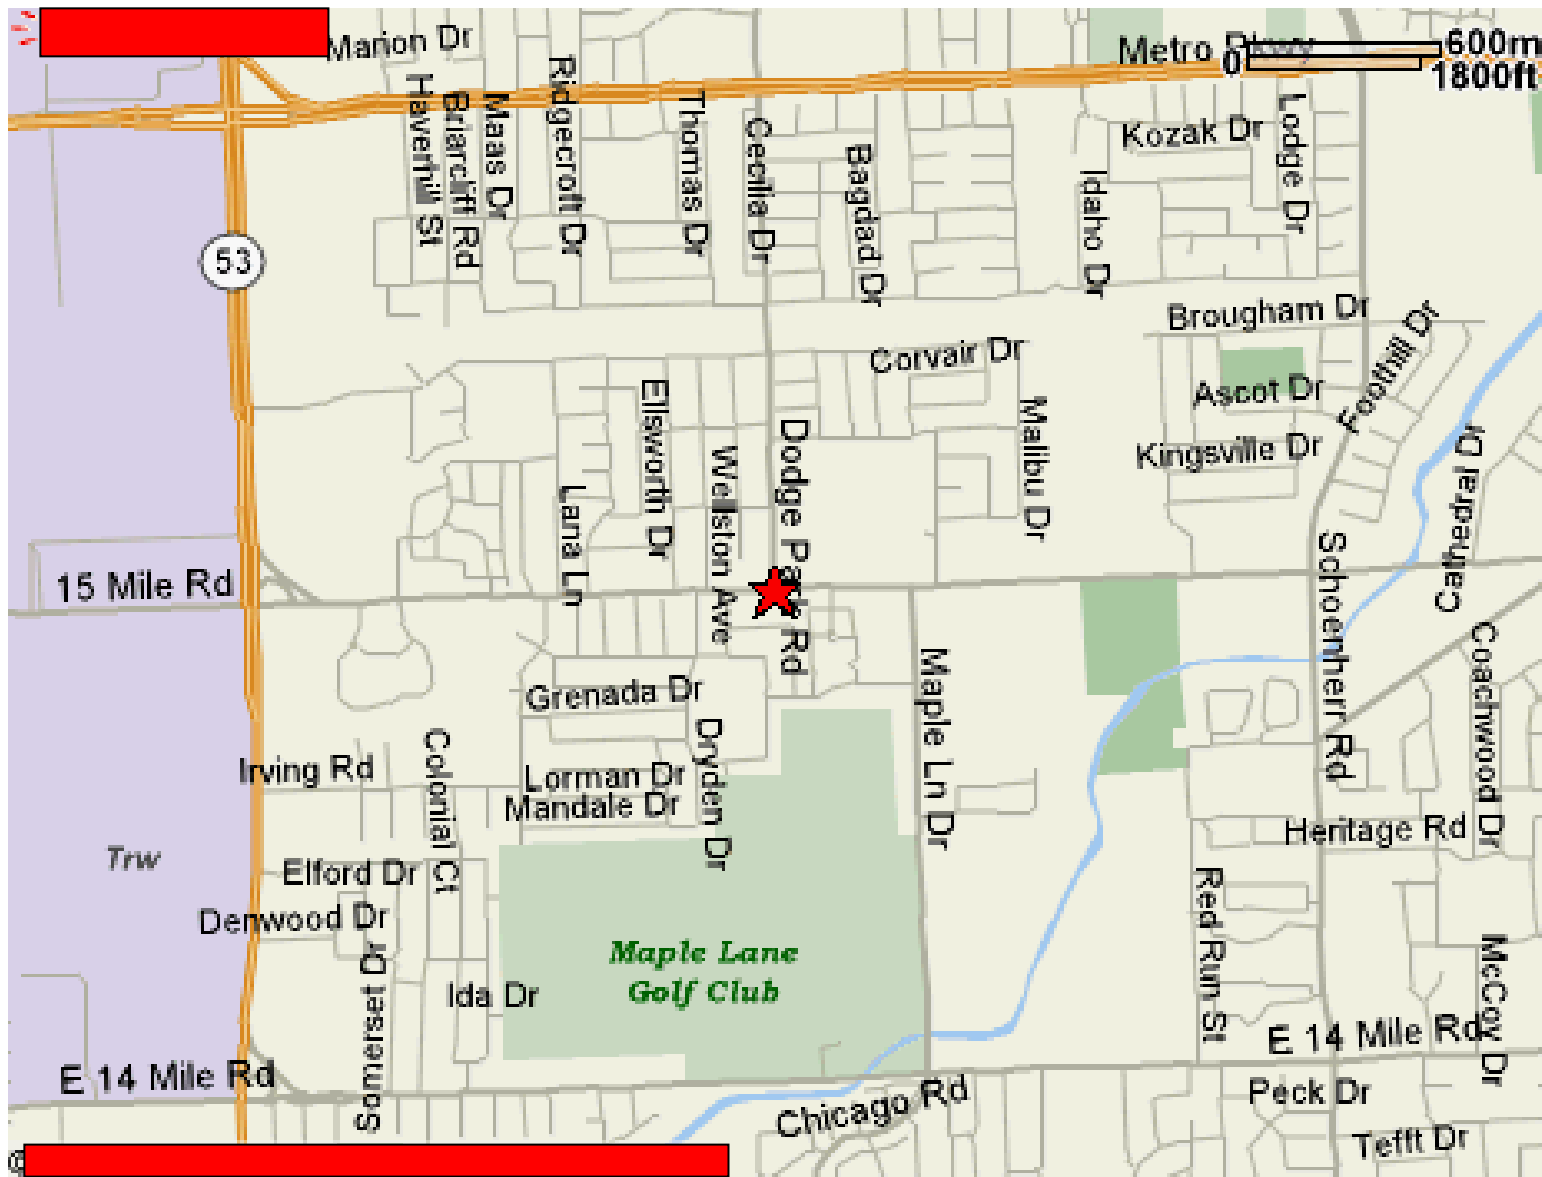 Marion Dr
Metro Pkwy
600m
0
1800ft
Haverhill St
Briarcliff Rd
Maas Dr
Ridgecroft Dr
Thomas Dr
Cecilia Dr
Bagdad Dr
Idaho Dr
Kozak Dr
Lodge Dr
53
Brougham Dr
Foothill Dr
Corvair Dr
Ascot Dr
Kingsville Dr
Malibu Dr
Ellsworth Dr
Lana Ln
Wellston Ave
Dodge Park Rd
Cathedral Dr
Schoenherr Rd
15 Mile Rd
Grenada Dr
Maple Ln Dr
Coachwood Dr
Irving Rd
Colonial Ct
Lorman Dr
Mandale Dr
Dryden Dr
Heritage Rd
Trw
Elford Dr
Denwood Dr
Somerset Dr
Ida Dr
Maple Lane
Golf Club
Red Run St
McCoy Dr
E 14 Mile Rd
E 14 Mile Rd
Chicago Rd
Peck Dr
Tefft Dr
©